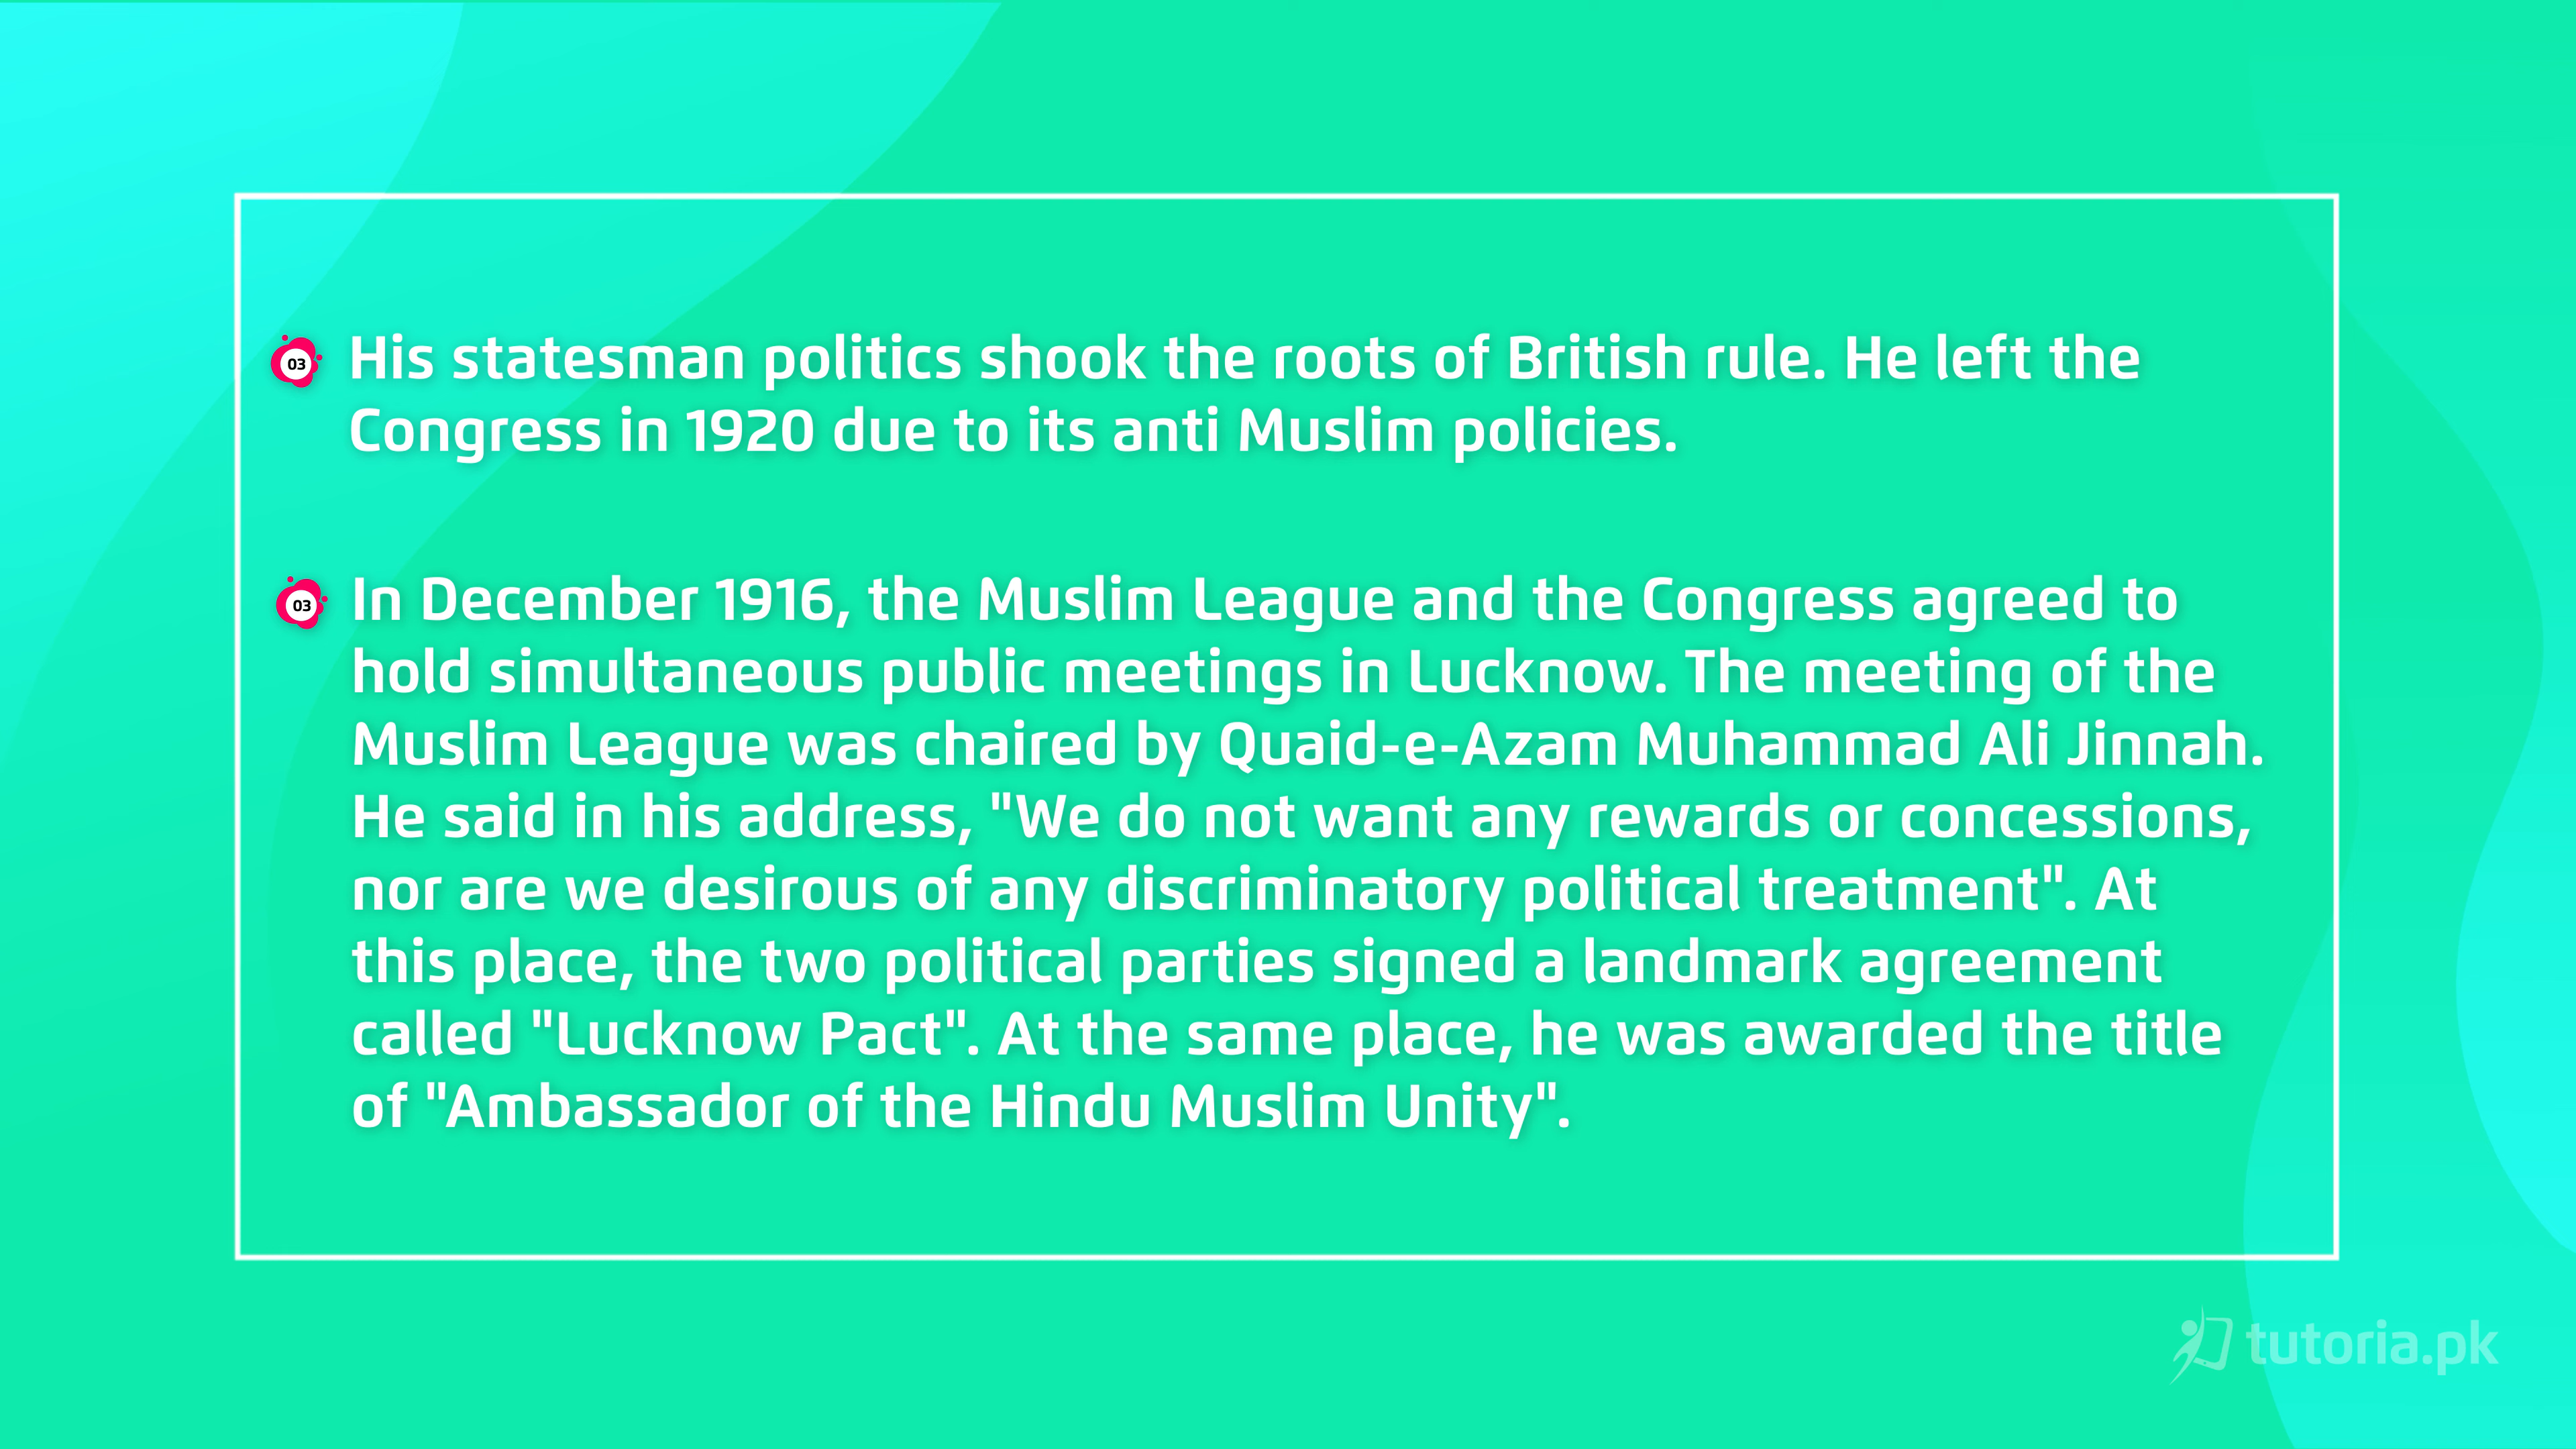 03 His statesman politics shook the roots of British rule. He left the
Congress in 1920 due to its anti Muslim policies.
03 In December 1916, the Muslim League and the Congress agreed to
hold simultaneous public meetings in Lucknow. The meeting of the
Muslim League was chaired by Quaid-e-Azam Muhammad Ali Jinnah.
He said in his address, "We do not want any rewards or concessions,
nor are we desirous of any discriminatory political treatment". At
this place, the two political parties signed a landmark agreement
called "Lucknow Pact". At the same place, he was awarded the title
of "Ambassador of the Hindu Muslim Unity".
tutoria.pk